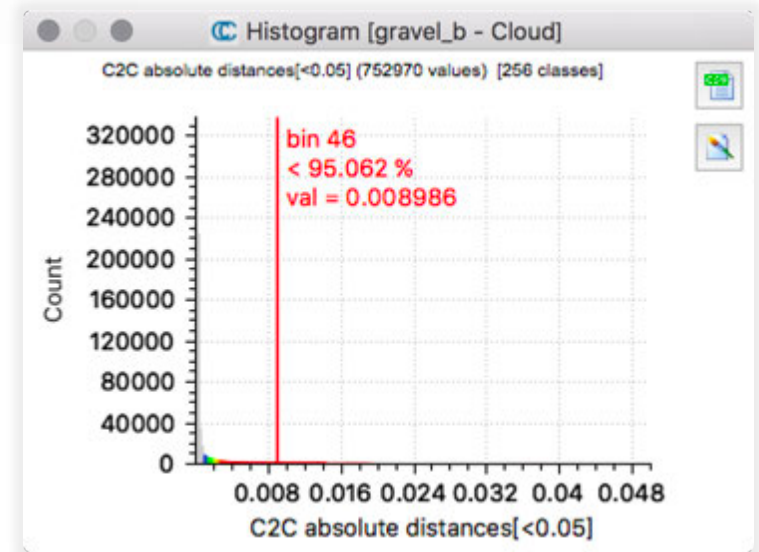 Histogram [gravel_b - Cloud]
C2C absolute distances[<0.05] (752970 values) [256 classes]
CSV
320000
280000
240000
200000
160000
120000
80000
40000
0
Count
bin 46
< 95.062 %
val = 0.008986
0.008 0.016 0.024 0.032 0.04 0.048
C2C absolute distances[<0.05]